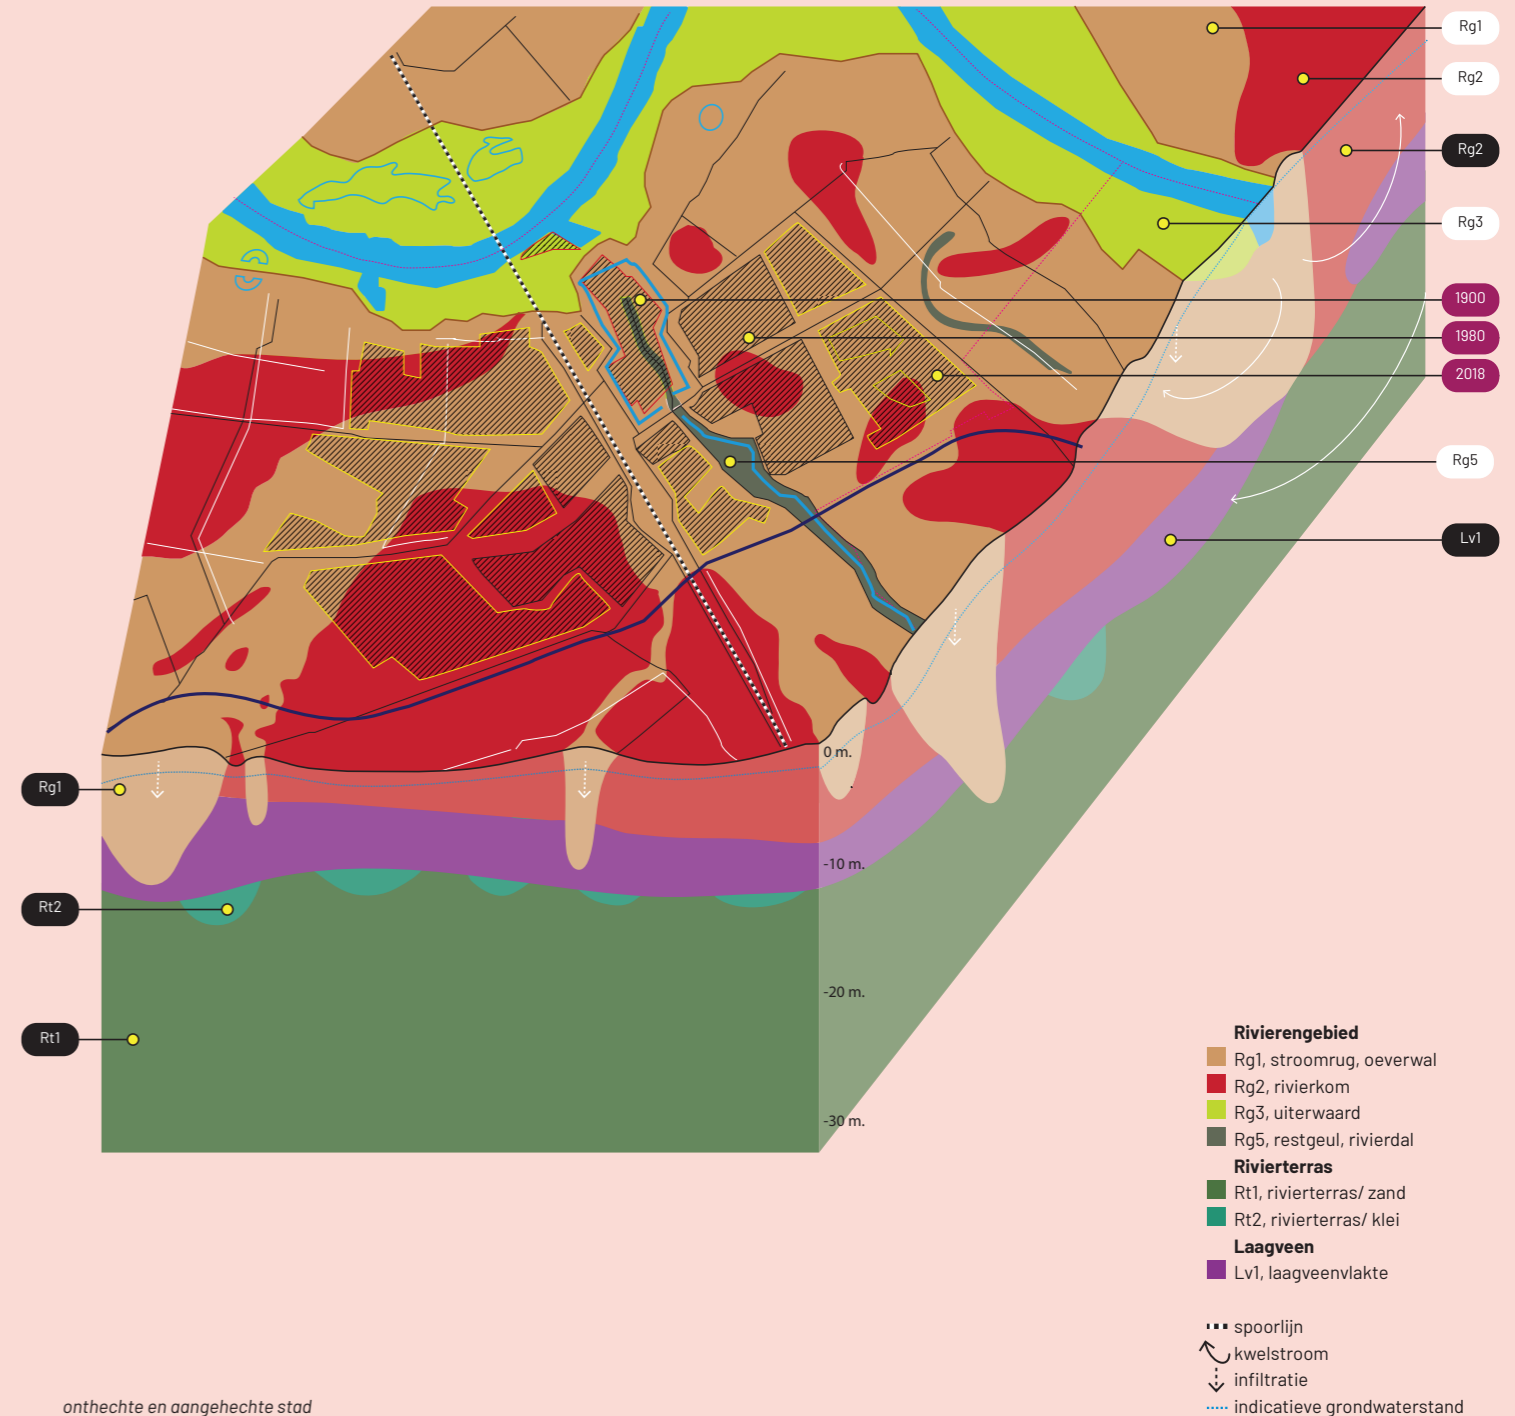 Rg1
Rg2
Rg2
Rg3
1900
1980
2018
Rg5
Lv1
0 m.
Rg1
-10 m.
Rt2
-20 m.
Rt1
-30 m.
Rivierengebied
Rg1, stroomrug, oeverwal
Rg2, rivierkom
Rg3, uiterwaard
Rg5, restgeul, rivierdal
Rivierterras
Rt1, rivierterras/ zand
Rt2, rivierterras/ klei
Laagveen
Lv1, laagveenvlakte
spoorlijn
kwelstroom
infiltratie
indicatieve grondwaterstand
onthechte en aangehechte stad